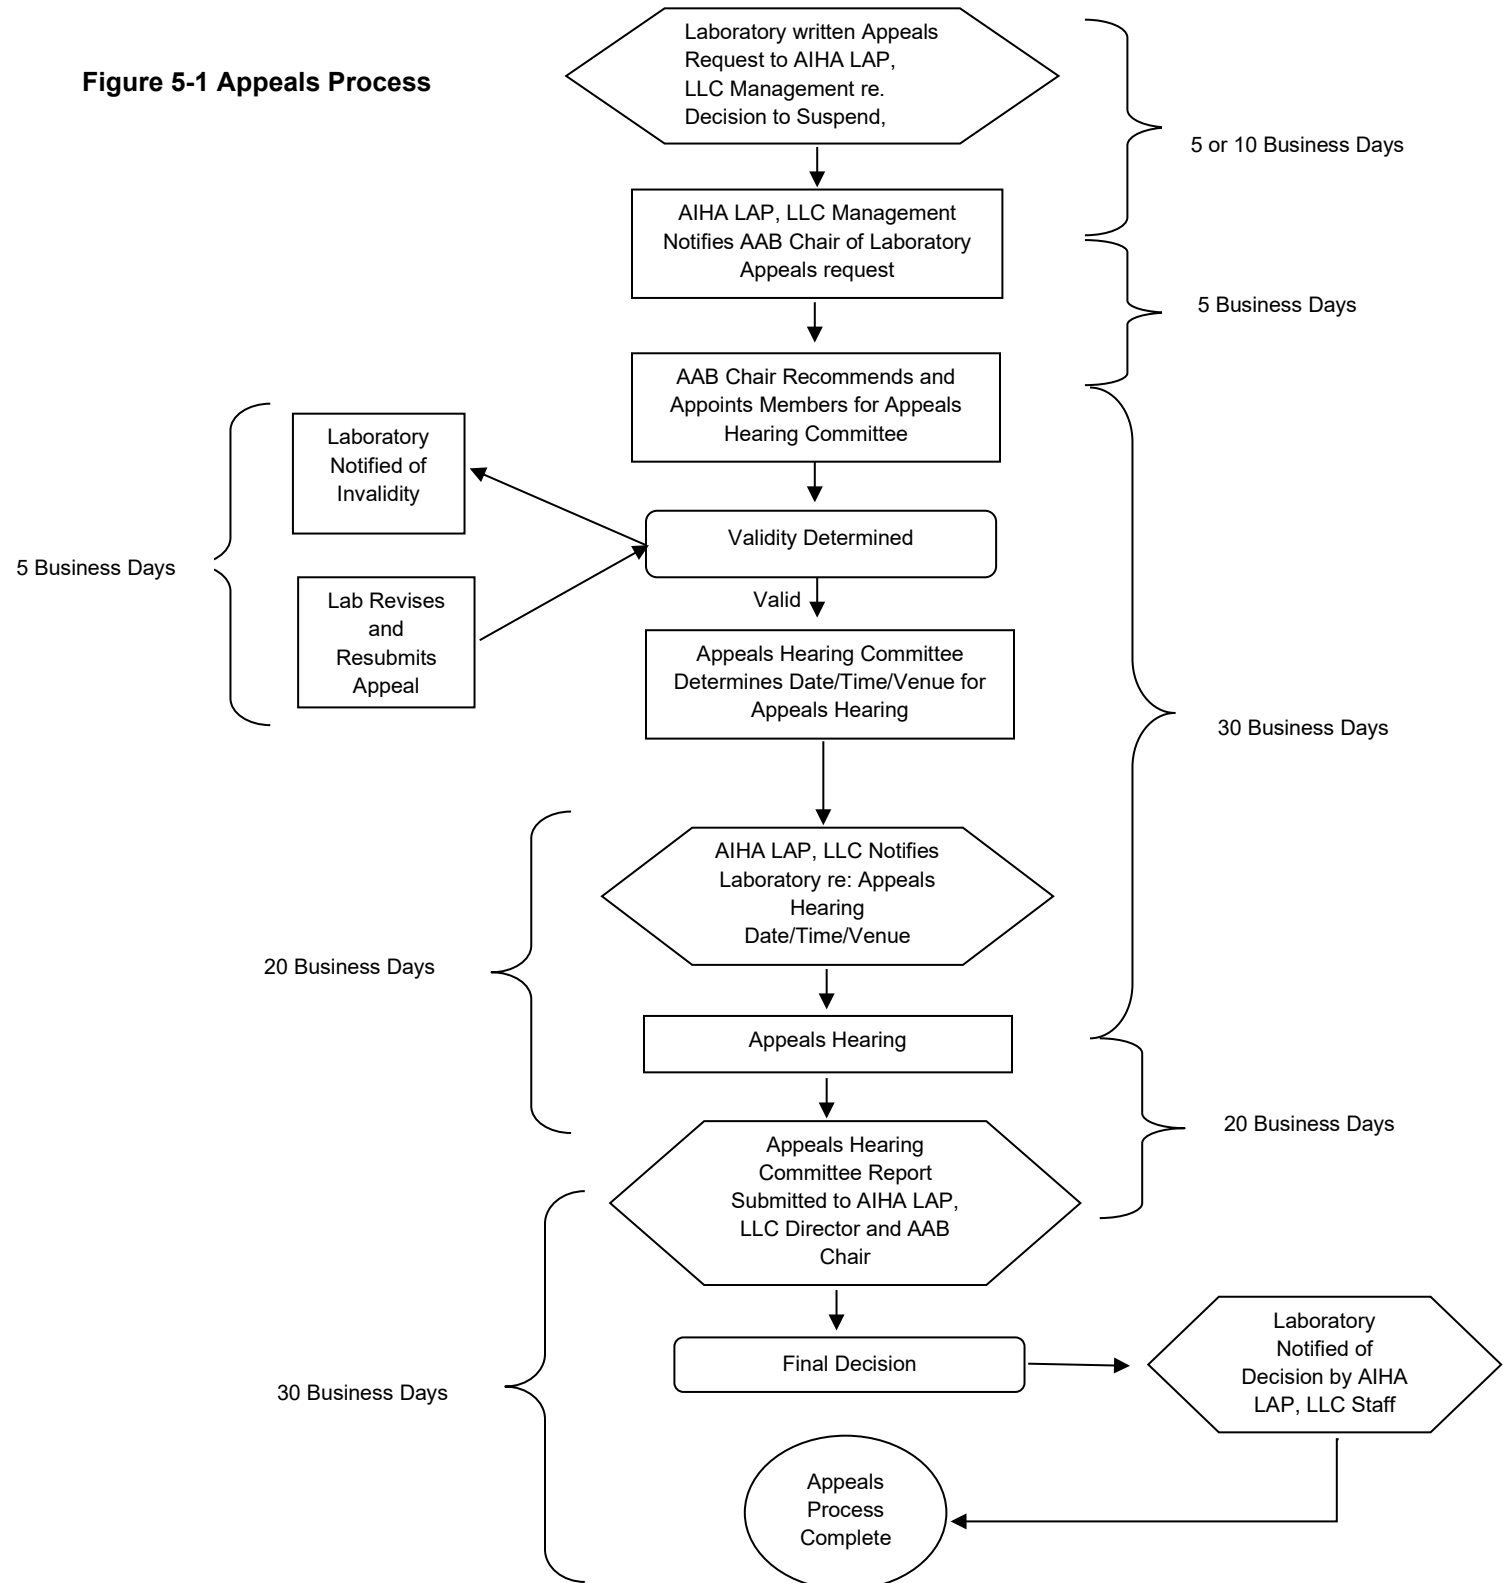 Figure 5-1 Appeals Process
Laboratory written Appeals
Request to AIHA LAP,
LLC Management re.
Decision to Suspend,
5 or 10 Business Days
AIHA LAP, LLC Management
Notifies AAB Chair of Laboratory
Appeals request
5 Business Days
AAB Chair Recommends and
Appoints Members for Appeals
Hearing Committee
Laboratory
Notified of
Invalidity
Validity Determined
5 Business Days
Valid
Lab Revises
and
Resubmits
Appeal
Appeals Hearing Committee
Determines Date/Time/Venue for
Appeals Hearing
30 Business Days
AIHA LAP, LLC Notifies
Laboratory re: Appeals
Hearing
Date/Time/Venue
20 Business Days
Appeals Hearing
20 Business Days
Appeals Hearing
Committee Report
Submitted to AIHA LAP,
LLC Director and AAB
Chair
Final Decision
Laboratory
Notified of
Decision by AIHA
LAP, LLC Staff
30 Business Days
Appeals
Process
Complete